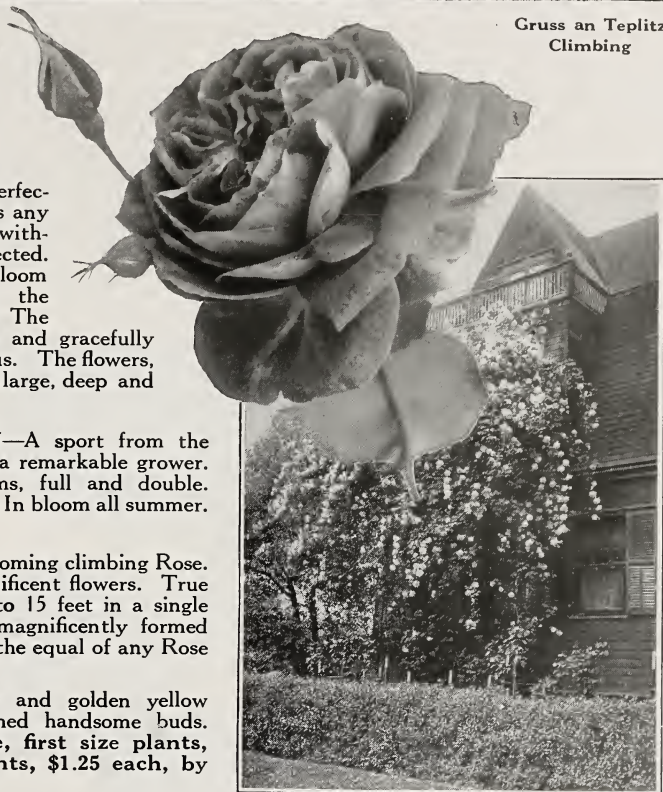 Gruss an Teplitz
Climbing
erfec-
s any
with-
cted.
loom
the
The
and gracefully
us. The flowers,
large, deep and
—A sport from the
a remarkable grower.
ms, full and double.
In bloom all summer.
oming climbing Rose.
ificent flowers. True
to 15 feet in a single
magnificently formed
the equal of any Rose
and golden yellow
ned handsome buds.
e, first size plants,
nts, $1.25 each, by